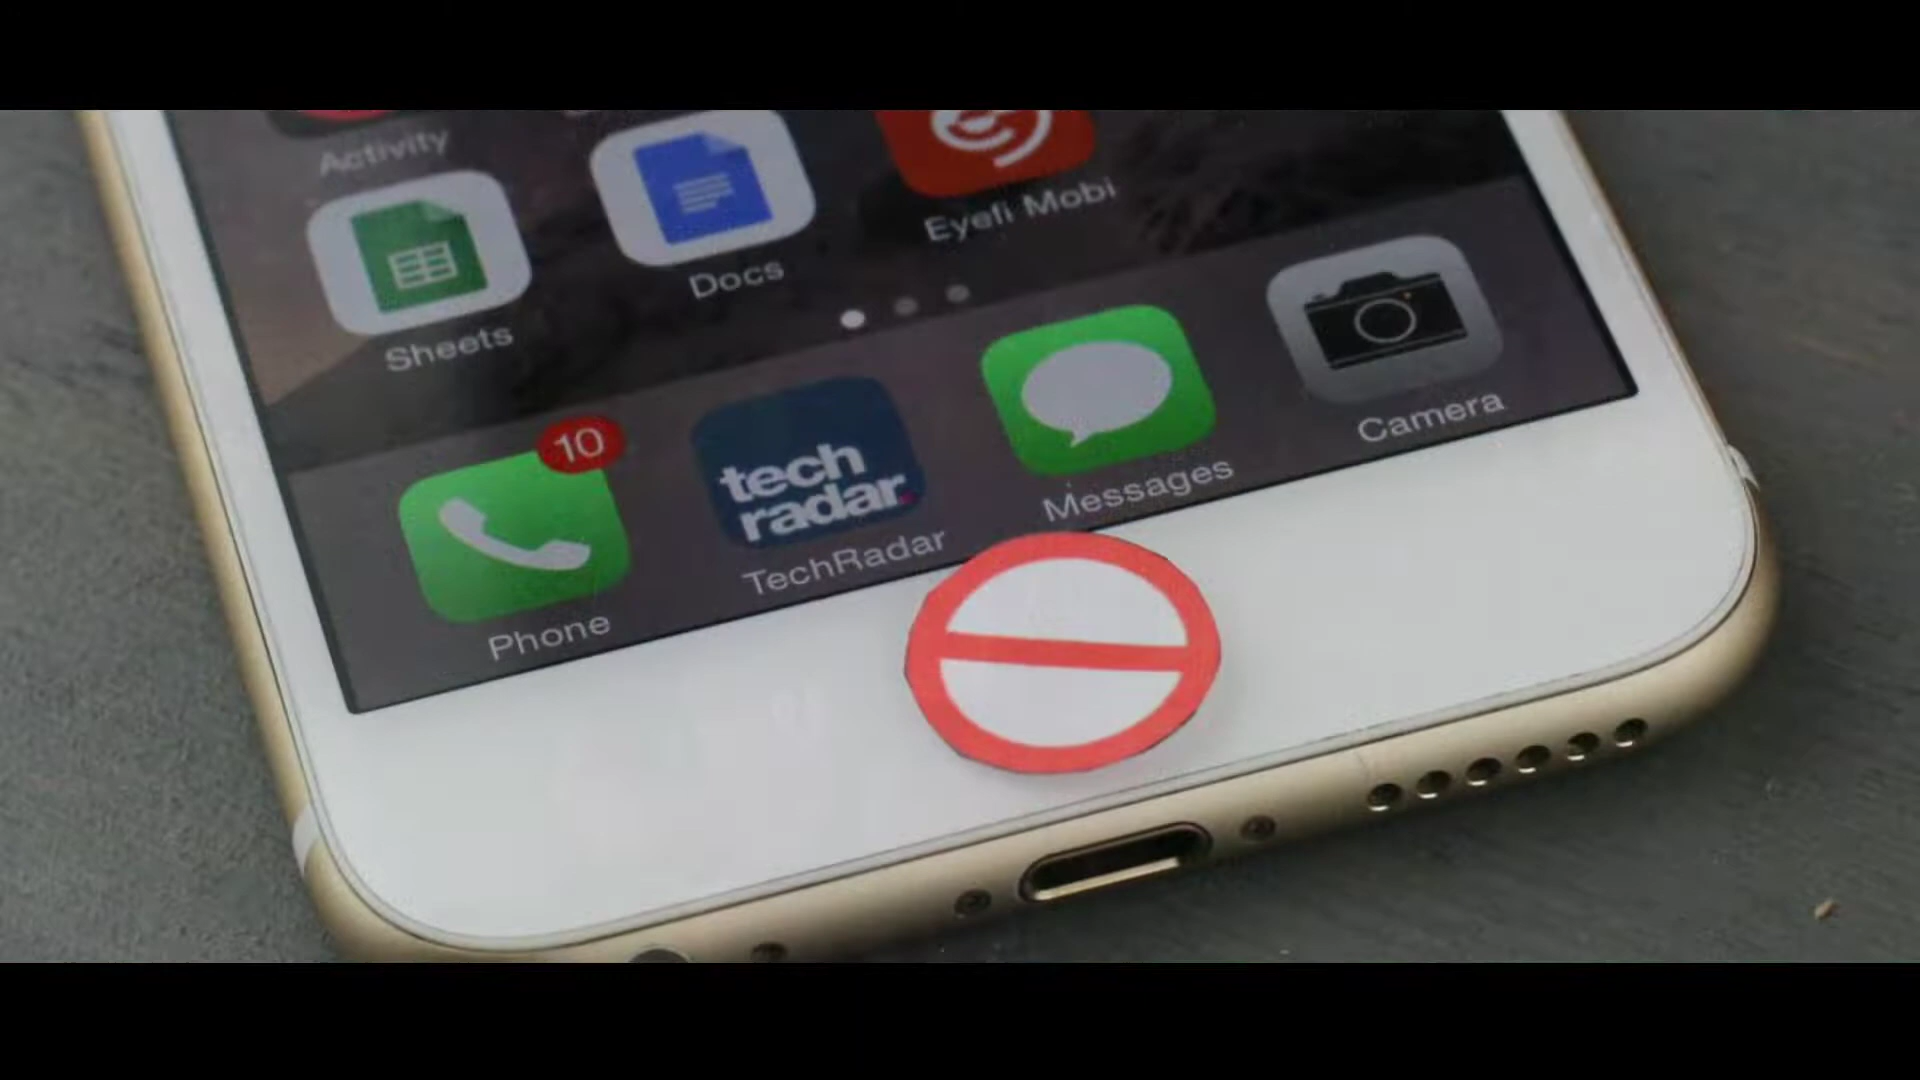 Activity
Sheets
Docs
Eyefi Mobi
10
Phone
tech
radar.
TechRadar
Messages
Camera